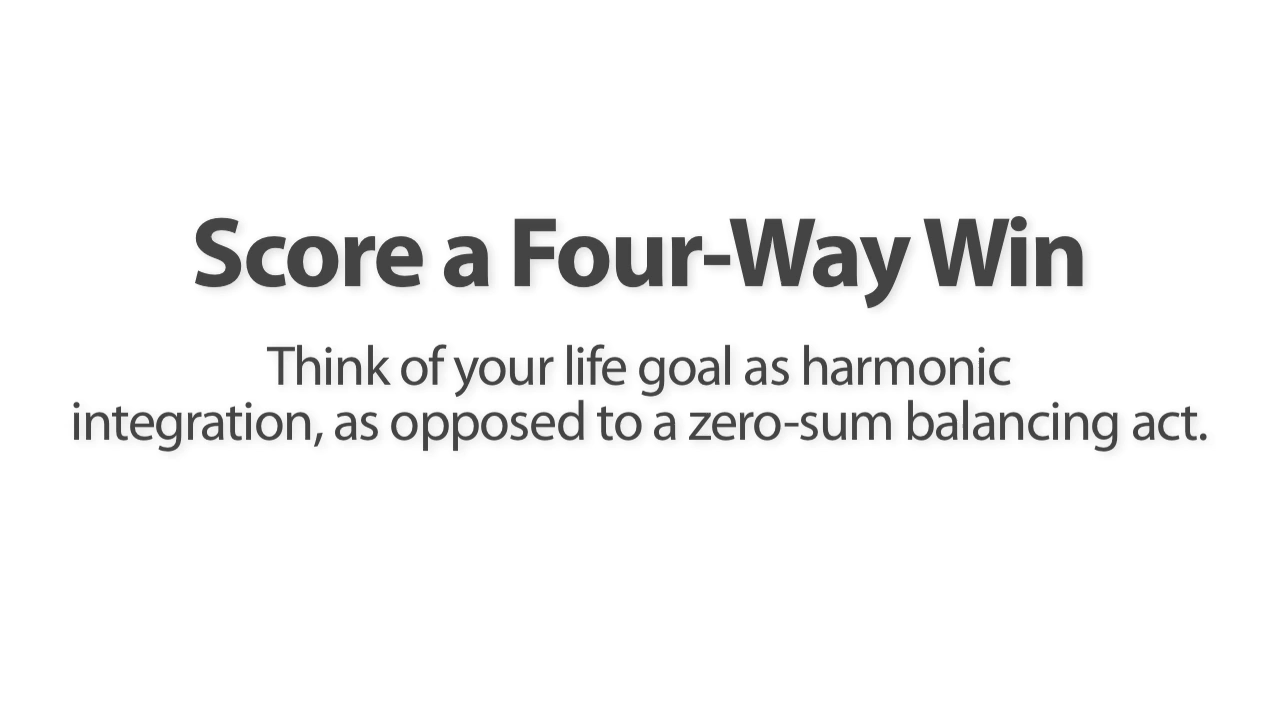 Score a Four-Way Win
Think of your life goal as harmonic
integration, as opposed to a zero-sum balancing act.